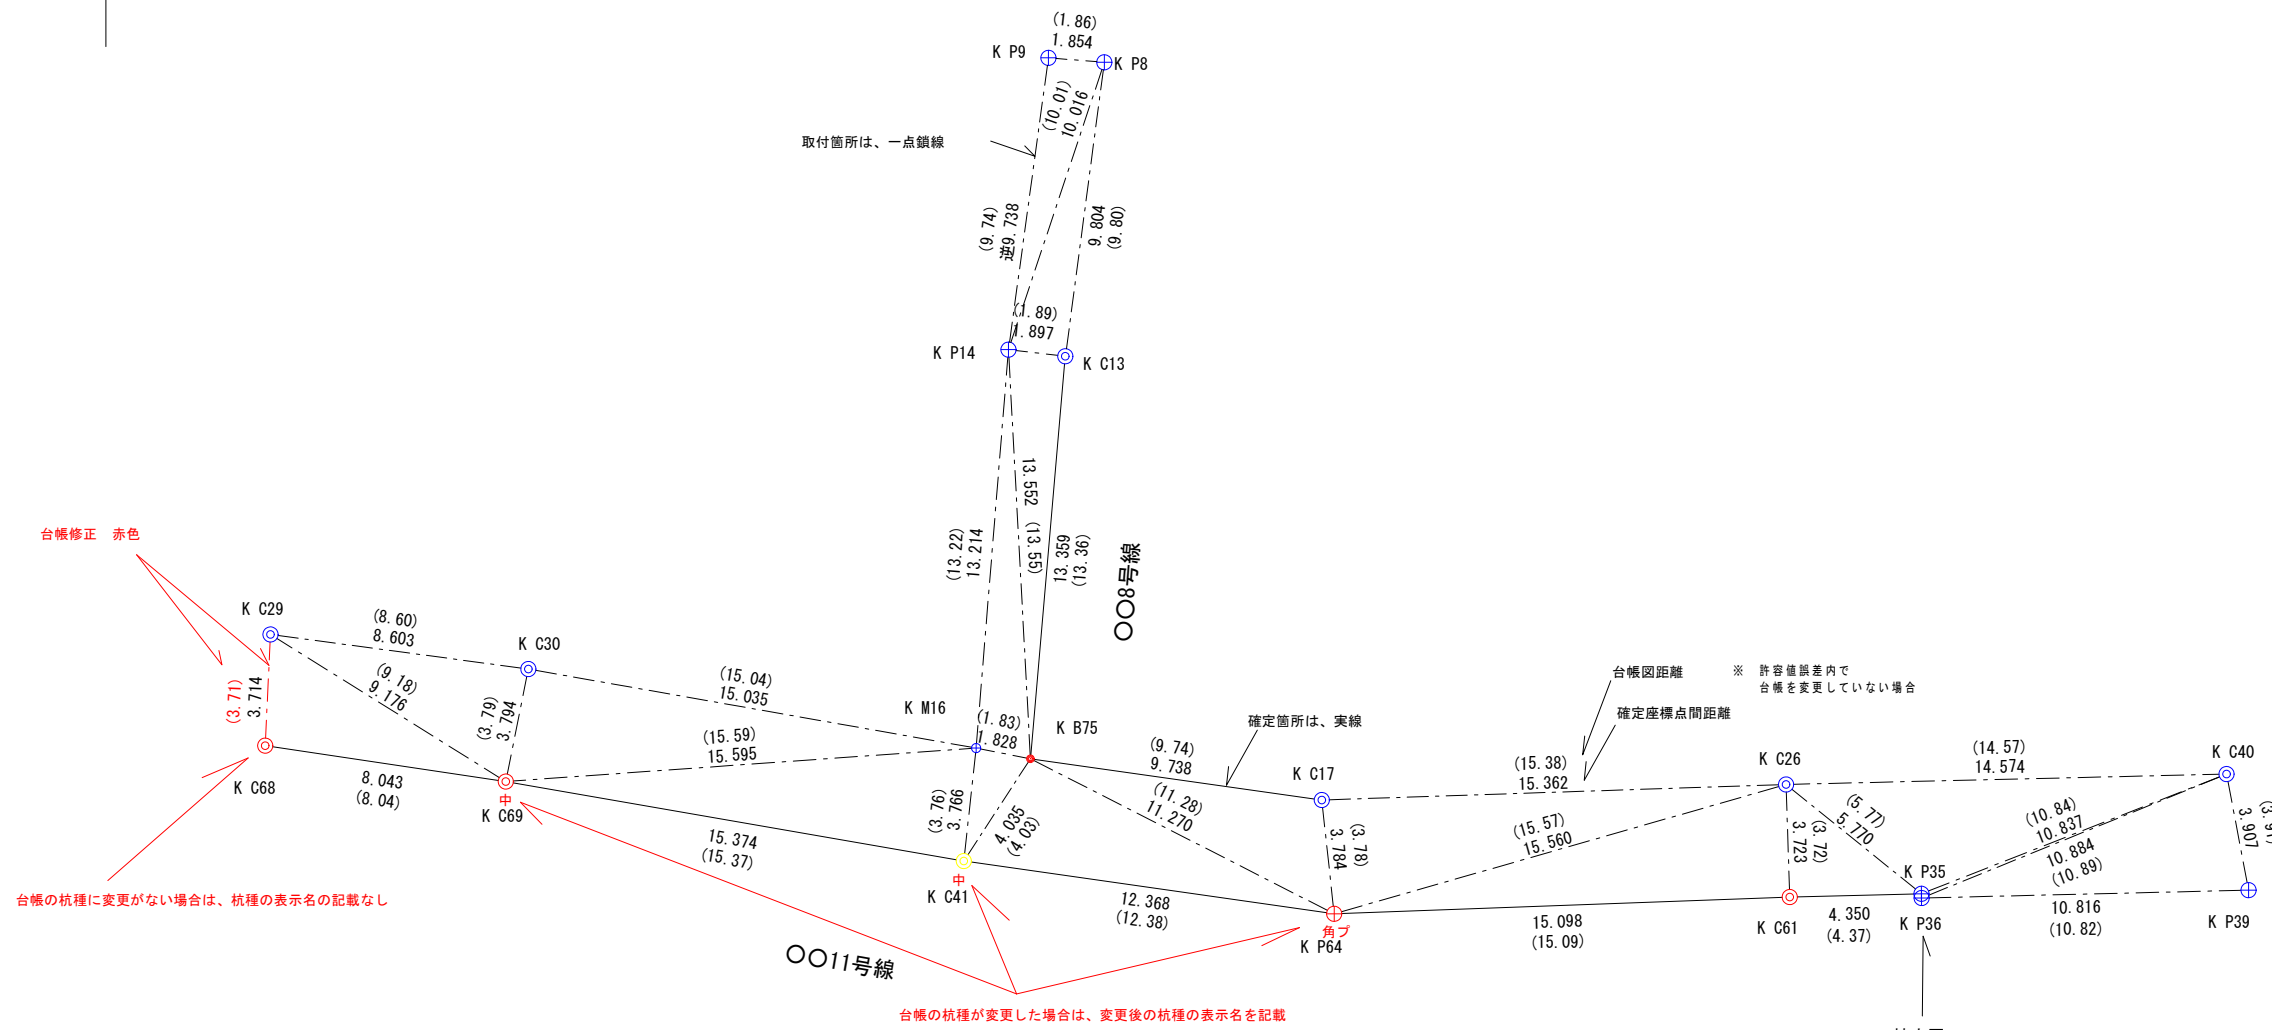 (1.86)
1.854
K P9
K P8
(10.01)
10.016
取付箇所は、一点鎖線
(9.74)
9.738
9.804
(9.80)
(1.89)
1.897
K P14
K C13
13.552
(13.55)
(13.22)
13.214
13.359
(13.36)
〇〇8号線
台帳修正 赤色
K C29
(8.60)
8.603
K C30
(9.18)
9.176
(3.71)
3.714
(3.79)
3.794
(15.04)
15.035
K M16
(1.83)
1.828
K B75
(15.59)
15.595
確定箇所は、実線
(9.74)
9.738
K C17
台帳図距離
※ 許容値誤差内で
台帳を変更していない場合
確定座標点間距離
(15.38)
15.362
K C26
(14.57)
14.574
K C40
K C68
8.043
(8.04)
中
K C69
(3.76)
3.766
4.035
(4.03)
(11.28)
11.270
(3.78)
3.784
(15.57)
15.560
(3.72)
3.723
(5.77)
5.770
(10.84)
10.837
10.884
(10.89)
3.907
15.374
(15.37)
中
K C41
K P35
台帳の杭種に変更がない場合は、杭種の表示名の記載なし
12.368
(12.38)
角プ
K P64
15.098
(15.09)
K C61
4.350
(4.37)
K P36
10.816
(10.82)
K P39
〇〇11号線
台帳の杭種が変更した場合は、変更後の杭種の表示名を記載